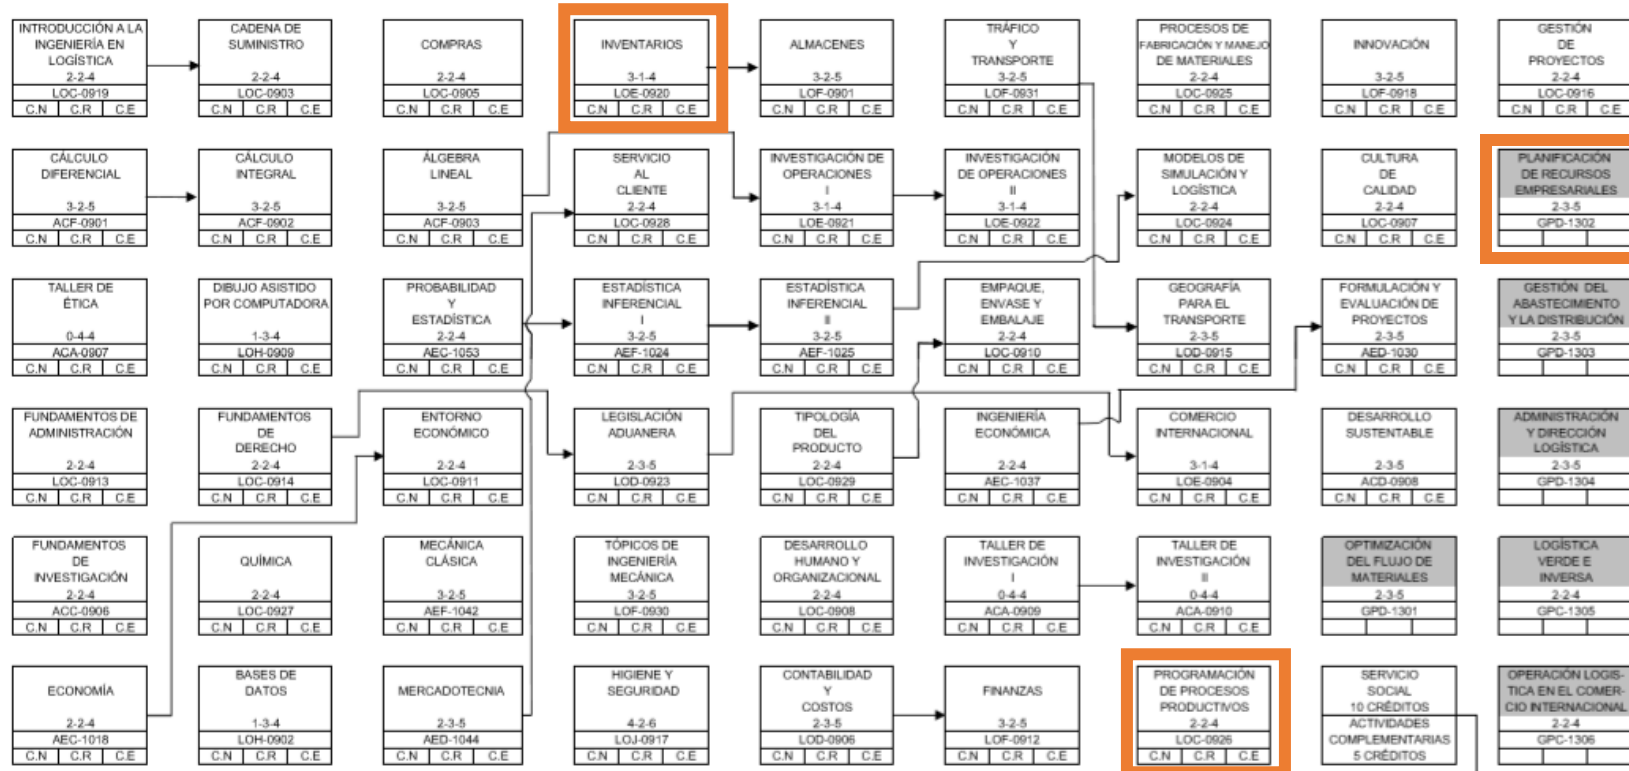 INTRODUCCIÓN A LA
INGENIERÍA EN
LOGÍSTICA
2-2-4
LOC-0919
C.N C.R C.E
CADENA DE
SUMINISTRO
2-2-4
LOC-0903
C.N C.R C.E
COMPRAS
2-2-4
LOC-0905
C.N C.R C.E
INVENTARIOS
3-1-4
LOE-0920
C.N C.R C.E
ALMACENES
3-2-5
LOF-0901
C.N C.R C.E
TRÁFICO
Y
TRANSPORTE
3-2-5
LOF-0931
C.N C.R C.E
PROCESOS DE
FABRICACIÓN Y MANEJO
DE MATERIALES
2-2-4
LOC-0925
C.N C.R C.E
INNOVACIÓN
3-2-5
LOF-0918
C.N C.R C.E
GESTIÓN
DE
PROYECTOS
2-2-4
LOC-0916
C.N C.R C.E
CÁLCULO
DIFERENCIAL
3-2-5
ACF-0901
C.N C.R C.E
CÁLCULO
INTEGRAL
3-2-5
ACF-0902
C.N C.R C.E
ÁLGEBRA
LINEAL
3-2-5
ACF-0903
C.N C.R C.E
SERVICIO
AL
CLIENTE
2-2-4
LOC-0928
C.N C.R C.E
INVESTIGACIÓN DE
OPERACIONES
I
3-1-4
LOE-0921
C.N C.R C.E
INVESTIGACIÓN
DE OPERACIONES
II
3-1-4
LOE-0922
C.N C.R C.E
MODELOS DE
SIMULACIÓN Y
LOGÍSTICA
2-2-4
LOC-0924
C.N C.R C.E
CULTURA
DE
CALIDAD
2-2-4
LOC-0907
C.N C.R C.E
PLANIFICACIÓN
DE RECURSOS
EMPRESARIALES
2-3-5
GPD-1302
TALLER DE
ÉTICA
0-4-4
ACA-0907
C.N C.R C.E
DIBUJO ASISTIDO
POR COMPUTADORA
1-3-4
LOH-0909
C.N C.R C.E
PROBABILIDAD
Y
ESTADÍSTICA
2-2-4
AEC-1053
C.N C.R C.E
ESTADÍSTICA
INFERENCIAL
I
3-2-5
AEF-1024
C.N C.R C.E
ESTADÍSTICA
INFERENCIAL
II
3-2-5
AEF-1025
C.N C.R C.E
EMPAQUE,
ENVASE Y
EMBALAJE
2-2-4
LOC-0910
C.N C.R C.E
GEOGRAFÍA
PARA EL
TRANSPORTE
2-3-5
LOD-0915
C.N C.R C.E
FORMULACIÓN Y
EVALUACIÓN DE
PROYECTOS
2-3-5
AED-1030
C.N C.R C.E
GESTIÓN DEL
ABASTECIMIENTO
Y LA DISTRIBUCIÓN
2-3-5
GPD-1303
FUNDAMENTOS DE
ADMINISTRACIÓN
2-2-4
LOC-0913
C.N C.R C.E
FUNDAMENTOS
DE
DERECHO
2-2-4
LOC-0914
C.N C.R C.E
ENTORNO
ECONÓMICO
2-2-4
LOC-0911
C.N C.R C.E
LEGISLACIÓN
ADUANERA
2-3-5
LOD-0923
C.N C.R C.E
TIPOLOGÍA
DEL
PRODUCTO
2-2-4
LOC-0929
C.N C.R C.E
INGENIERÍA
ECONÓMICA
2-2-4
AEC-1037
C.N C.R C.E
COMERCIO
INTERNACIONAL
3-1-4
LOE-0904
C.N C.R C.E
DESARROLLO
SUSTENTABLE
2-3-5
ACD-0908
C.N C.R C.E
ADMINISTRACIÓN
Y DIRECCIÓN
LOGÍSTICA
2-3-5
GPD-1304
FUNDAMENTOS
DE
INVESTIGACIÓN
2-2-4
ACC-0906
C.N C.R C.E
QUÍMICA
2-2-4
LOC-0927
C.N C.R C.E
MECÁNICA
CLÁSICA
3-2-5
AEF-1042
C.N C.R C.E
TÓPICOS DE
INGENIERÍA
MECÁNICA
3-2-5
LOF-0930
C.N C.R C.E
DESARROLLO
HUMANO Y
ORGANIZACIONAL
2-2-4
LOC-0908
C.N C.R C.E
TALLER DE
INVESTIGACIÓN
I
0-4-4
ACA-0909
C.N C.R C.E
TALLER DE
INVESTIGACIÓN
II
0-4-4
ACA-0910
C.N C.R C.E
OPTIMIZACIÓN
DEL FLUJO DE
MATERIALES
2-3-5
GPD-1301
LOGÍSTICA
VERDE E
INVERSA
2-2-4
GPC-1305
ECONOMÍA
2-2-4
AEC-1018
C.N C.R C.E
BASES DE
DATOS
1-3-4
LOH-0902
C.N C.R C.E
MERCADOTECNIA
2-3-5
AED-1044
C.N C.R C.E
HIGIENE Y
SEGURIDAD
4-2-6
LOJ-0917
C.N C.R C.E
CONTABILIDAD
Y
COSTOS
2-3-5
LOD-0906
C.N C.R C.E
FINANZAS
3-2-5
LOF-0912
C.N C.R C.E
PROGRAMACIÓN
DE PROCESOS
PRODUCTIVOS
2-2-4
LOC-0926
C.N C.R C.E
SERVICIO
SOCIAL
10 CRÉDITOS
ACTIVIDADES
COMPLEMENTARIAS
5 CRÉDITOS
OPERACIÓN LOGIS-
TICA EN EL COMER-
CIO INTERNACIONAL
2-2-4
GPC-1306